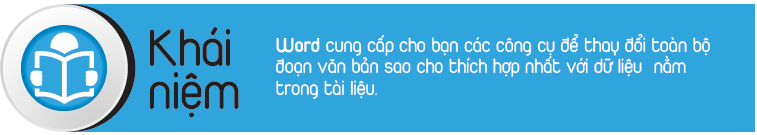 Khái
niệm
Word cung cấp cho bạn các công cụ để thay đổi toàn bộ
đoạn văn bản sao cho thích hợp nhất với dữ liệu nằm
trong tài liệu.